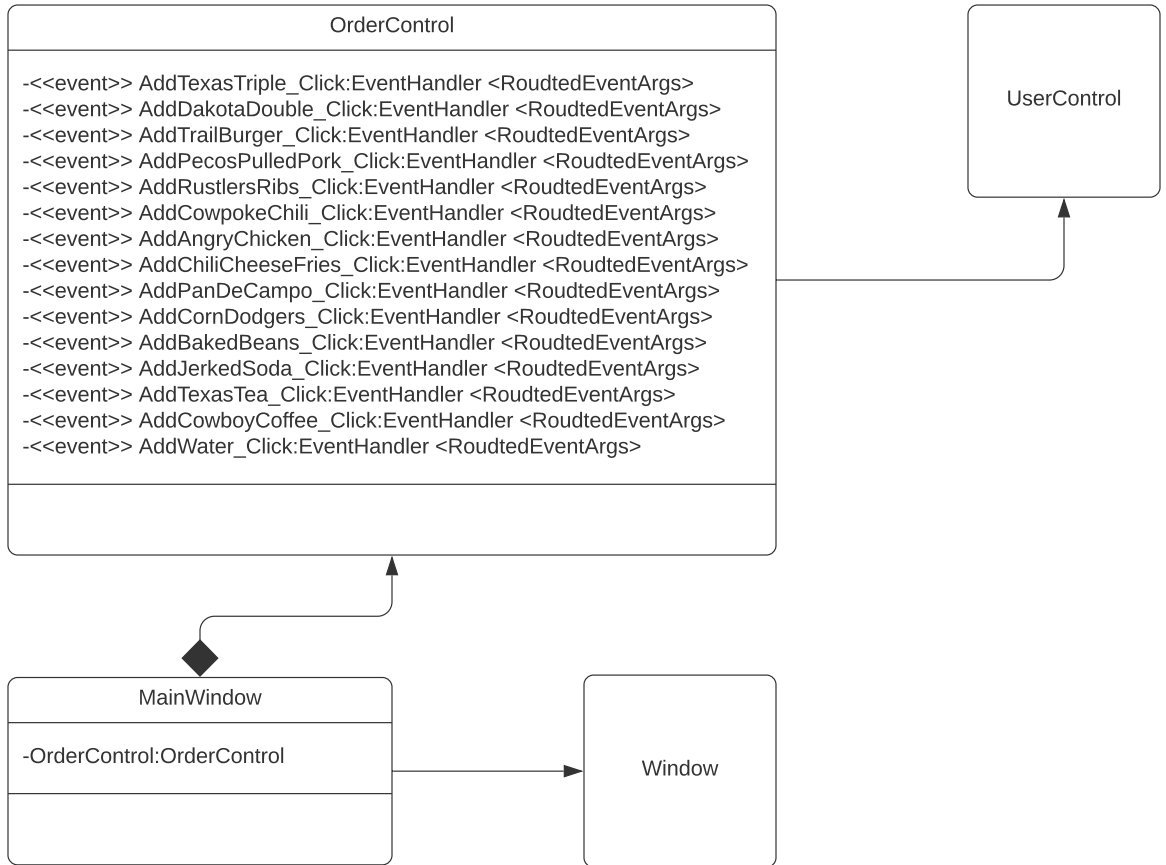 OrderControl
-<<event>> AddTexasTriple_Click:EventHandler <RoudtedEventArgs>
-<<event>> AddDakotaDouble_Click:EventHandler <RoudtedEventArgs>
-<<event>> AddTrailBurger_Click:EventHandler <RoudtedEventArgs>
-<<event>> AddPecosPulledPork_Click:EventHandler <RoudtedEventArgs>
-<<event>> AddRustlersRibs_Click:EventHandler <RoudtedEventArgs>
-<<event>> AddCowpokeChili_Click:EventHandler <RoudtedEventArgs>
-<<event>> AddAngryChicken_Click:EventHandler <RoudtedEventArgs>
-<<event>> AddChiliCheeseFries_Click:EventHandler <RoudtedEventArgs>
-<<event>> AddPanDeCampo_Click:EventHandler <RoudtedEventArgs>
-<<event>> AddCornDodgers_Click:EventHandler <RoudtedEventArgs>
-<<event>> AddBakedBeans_Click:EventHandler <RoudtedEventArgs>
-<<event>> AddJerkedSoda_Click:EventHandler <RoudtedEventArgs>
-<<event>> AddTexasTea_Click:EventHandler <RoudtedEventArgs>
-<<event>> AddCowboyCoffee_Click:EventHandler <RoudtedEventArgs>
-<<event>> AddWater_Click:EventHandler <RoudtedEventArgs>
UserControl
MainWindow
-OrderControl:OrderControl
Window